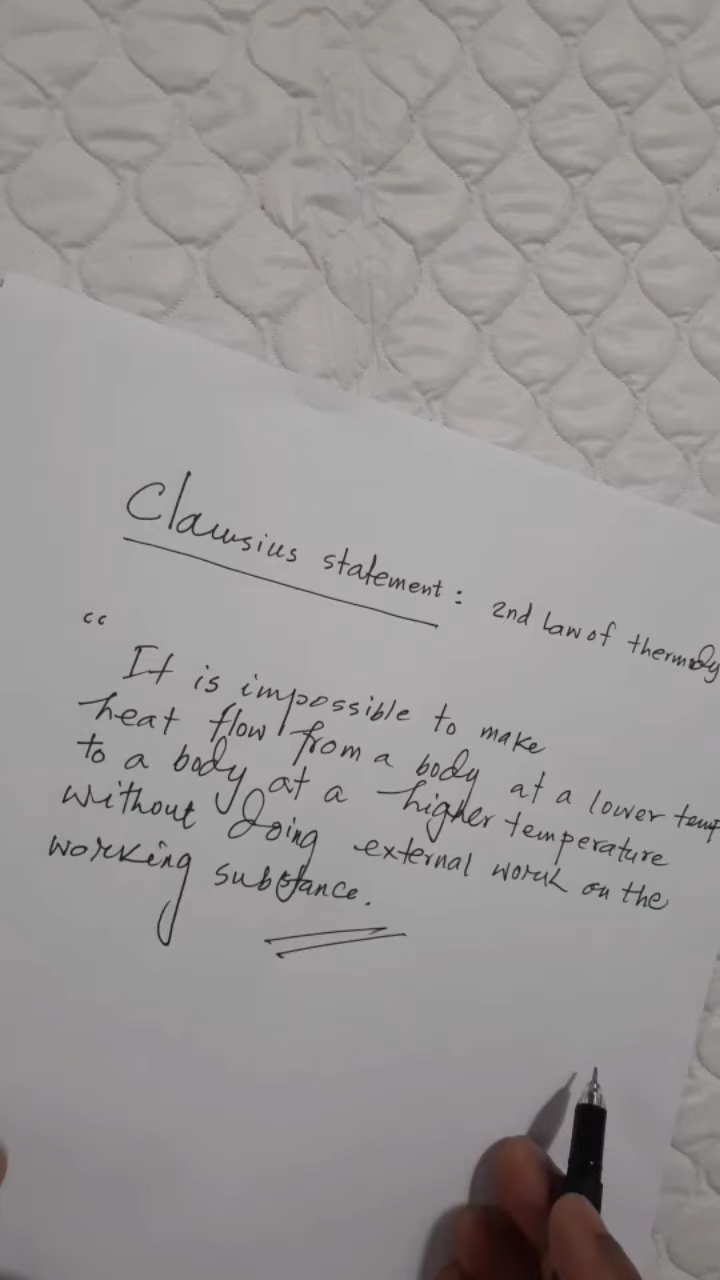 Clausius statement : 2nd law of thermody
“ It is impossible to make
heat flow from a body at a lower temp
to a body at a higher temperature
without doing external work on the
working substance.